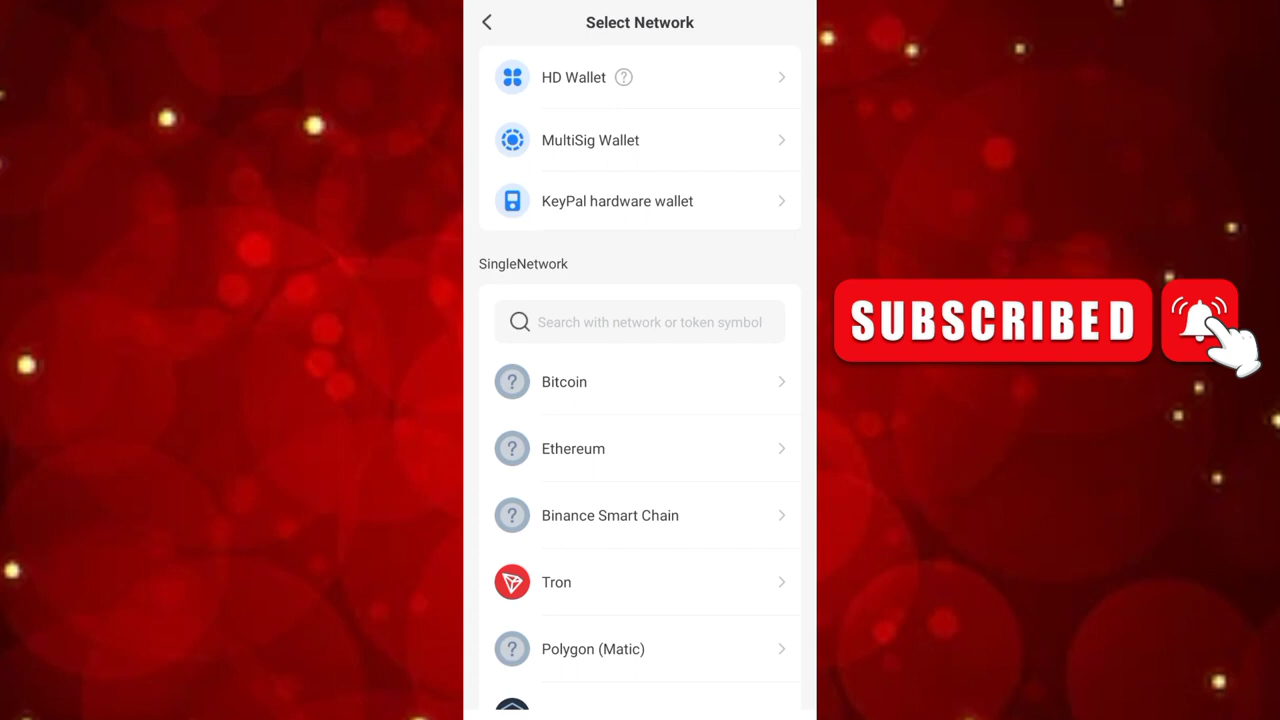 Select Network
HD Wallet ?
MultiSig Wallet
KeyPal hardware wallet
SingleNetwork
Search with network or token symbol
? Bitcoin
? Ethereum
? Binance Smart Chain
Tron
? Polygon (Matic)
SUBSCRIBED